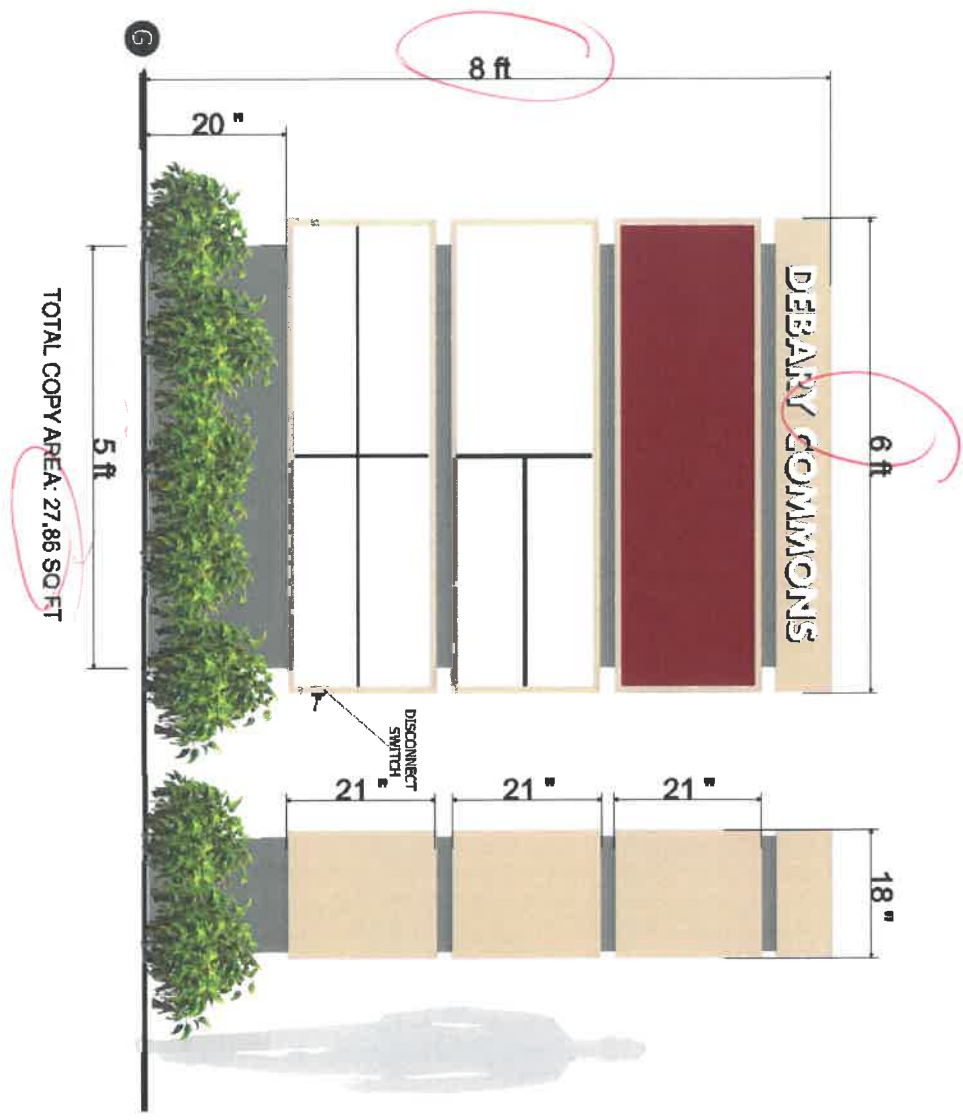 G
8 ft
20 "
6 ft
DEBARY COMMONS
5 ft
TOTAL COPY AREA: 27.86 SQ FT
DISCONNECT
SWITCH
18 "
21 "
21 "
21 "